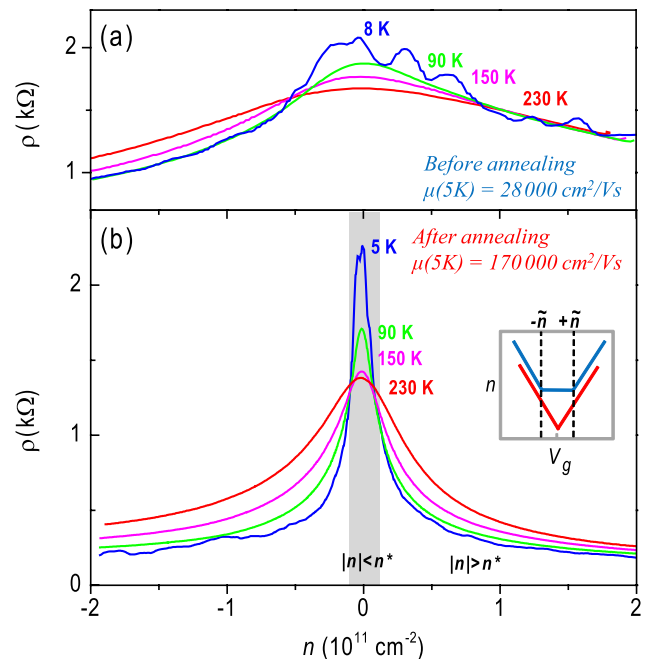 (a)
8 K
90 K
150 K
230 K
2
1
ρ (kΩ)
Before annealing
μ(5K) = 28 000 cm²/Vs
(b)
5 K
After annealing
μ(5K) = 170 000 cm²/Vs
90 K
150 K
230 K
-ñ +ñ
n
V_g
2
1
0
ρ (kΩ)
|n|<n* |n|>n*
-2 -1 0 1 2
n (10¹¹ cm⁻²)